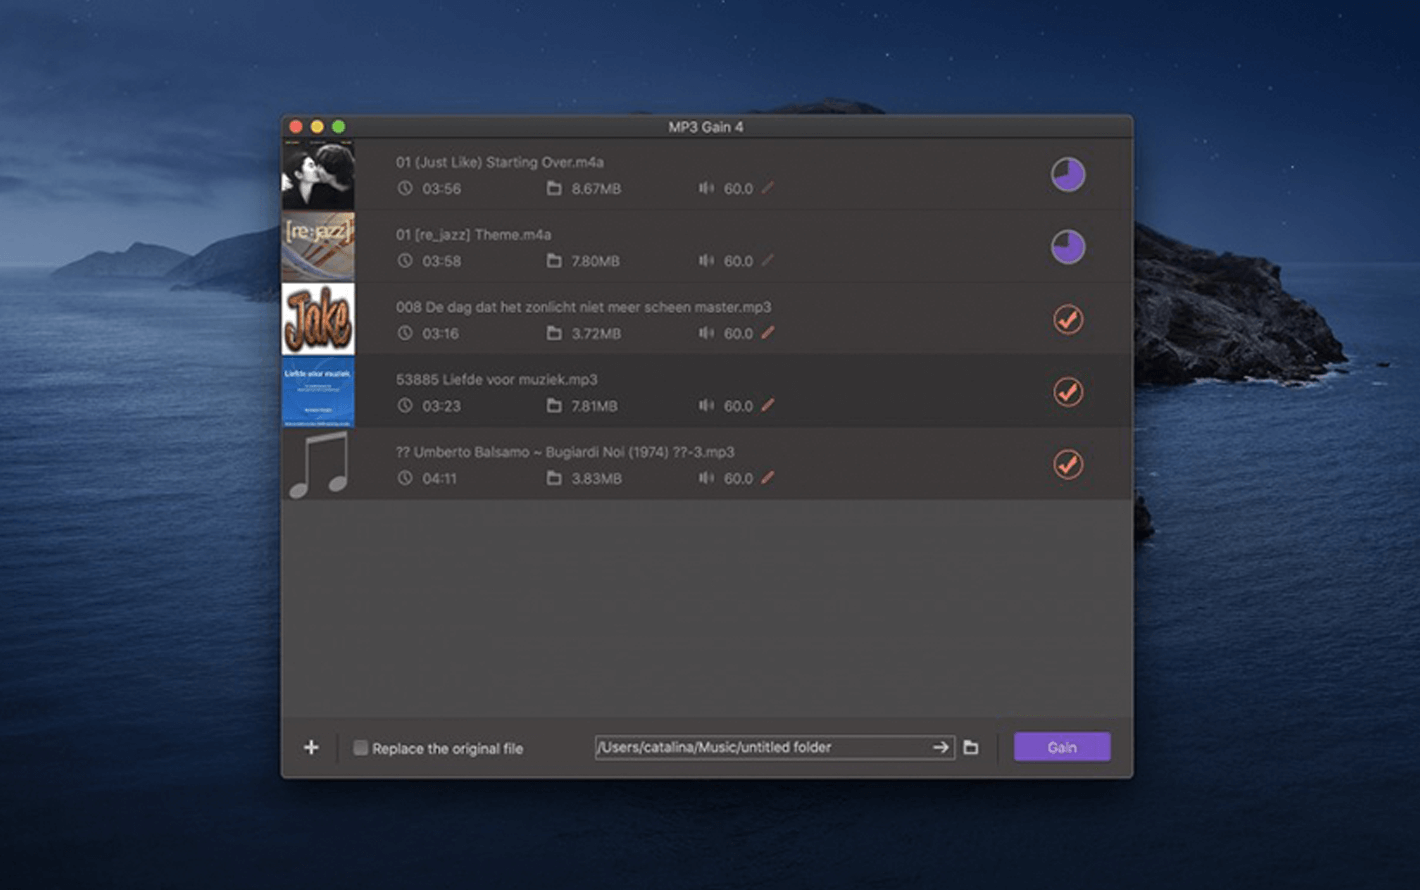 MP3 Gain 4
01 (Just Like) Starting Over.m4a
03:56 8.67MB 60.0
[re:jazz]
01 [re_jazz] Theme.m4a
03:58 7.80MB 60.0
Jake
008 De dag dat het zonlicht niet meer scheen master.mp3
03:16 3.72MB 60.0
Liefde voor muziek
53885 Liefde voor muziek.mp3
03:23 7.81MB 60.0
?? Umberto Balsamo ~ Bugiardi Noi (1974) ??-3.mp3
04:11 3.83MB 60.0
Replace the original file
/Users/catalina/Music/untitled folder
Gain